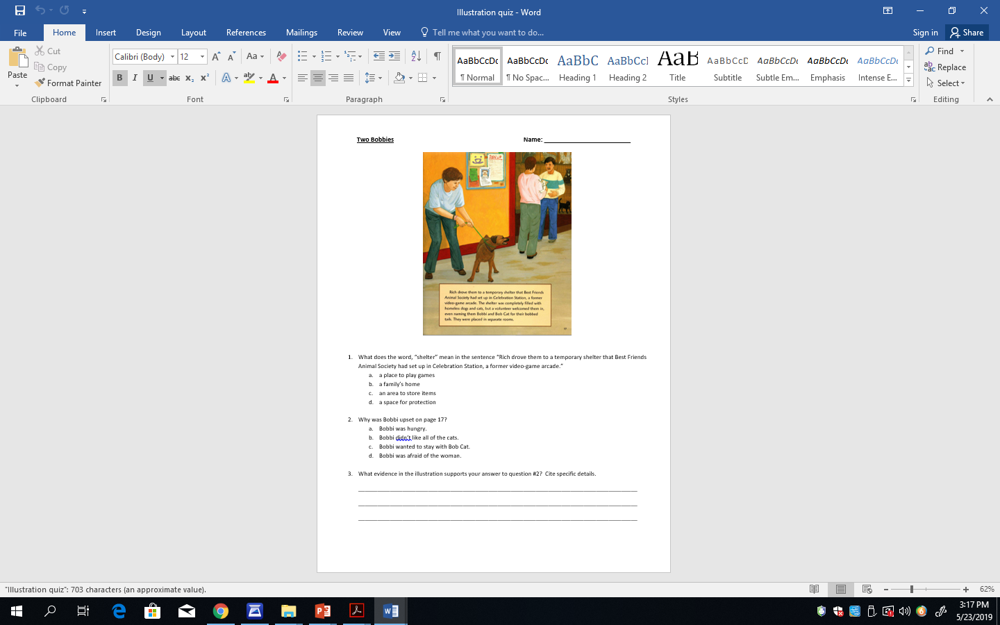 Illustration quiz - Word
File Home Insert Design Layout References Mailings Review View Tell me what you want to do... Sign in Share
Paste
Cut
Copy
Format Painter
Clipboard
Calibri (Body) 12
Font
Paragraph
AaBbCcDc AaBbCcDc AaBbC AaBbCcI AaB AaBbCcD AaBbCcDc AaBbCcDc AaBbCcDc
¶ Normal ¶ No Spac... Heading 1 Heading 2 Title Subtitle Subtle Em... Emphasis Intense E...
Styles
Find
Replace
Select
Editing
Two Bobbies Name: _________________________
SIGN UP
Rich drove them to a temporary shelter that Best Friends
Animal Society had set up in Celebration Station, a former
video-game arcade. The shelter was completely filled with
homeless dogs and cats, but a volunteer welcomed them in,
even naming them Bobbi and Bob Cat for their bobbed
tails. They were placed in separate rooms.
1. What does the word, “shelter” mean in the sentence “Rich drove them to a temporary shelter that Best Friends
Animal Society had set up in Celebration Station, a former video-game arcade.”
a. a place to play games
b. a family’s home
c. an area to store items
d. a space for protection
2. Why was Bobbi upset on page 17?
a. Bobbi was hungry.
b. Bobbi didn’t like all of the cats.
c. Bobbi wanted to stay with Bob Cat.
d. Bobbi was afraid of the woman.
3. What evidence in the illustration supports your answer to question #2? Cite specific details.
"Illustration quiz": 703 characters (an approximate value).
62%
3:17 PM
5/23/2019